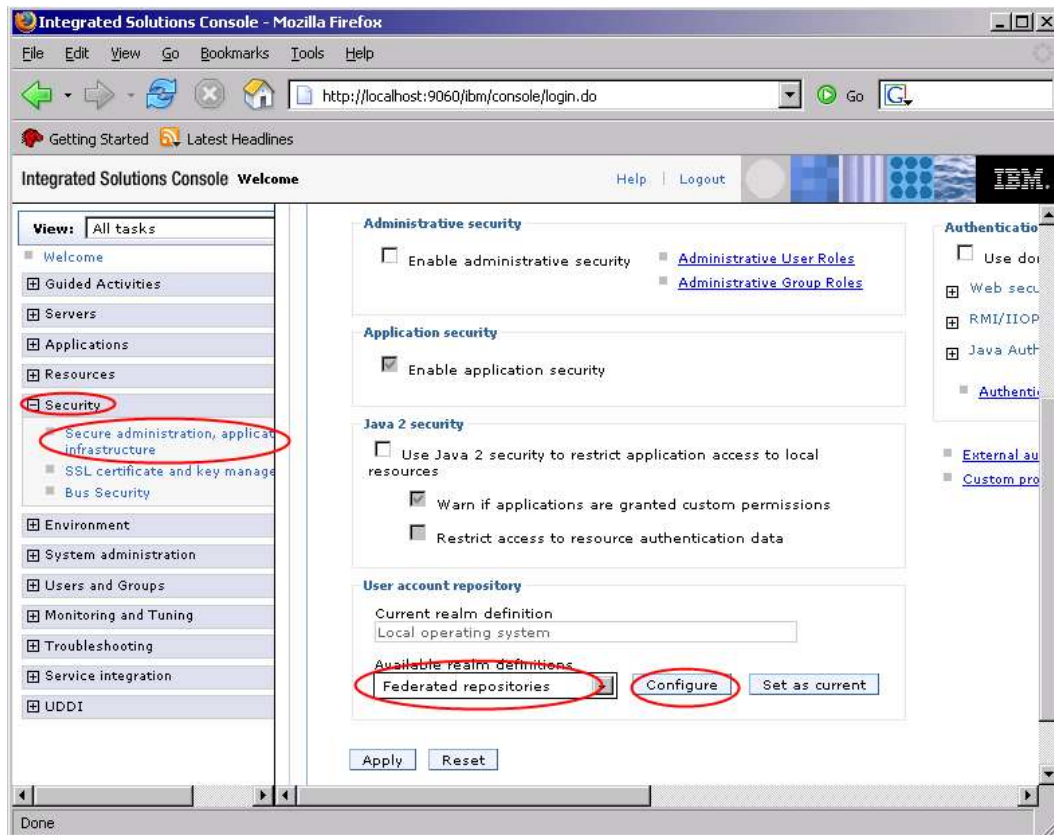 Integrated Solutions Console - Mozilla Firefox
File Edit View Go Bookmarks Tools Help
http://localhost:9060/ibm/console/login.do Go G
Getting Started Latest Headlines
Integrated Solutions Console Welcome Help | Logout IBM.
View: All tasks
Welcome
Guided Activities
Servers
Applications
Resources
Security
Secure administration, applicat
infrastructure
SSL certificate and key manage
Bus Security
Environment
System administration
Users and Groups
Monitoring and Tuning
Troubleshooting
Service integration
UDDI
Administrative security
Enable administrative security
Administrative User Roles
Administrative Group Roles
Application security
Enable application security
Java 2 security
Use Java 2 security to restrict application access to local
resources
Warn if applications are granted custom permissions
Restrict access to resource authentication data
User account repository
Current realm definition
Local operating system
Available realm definitions
Federated repositories Configure Set as current
Apply Reset
Authenticatio
Use do
Web secu
RMI/IIOP
Java Auth
Authenti
External au
Custom pro
Done